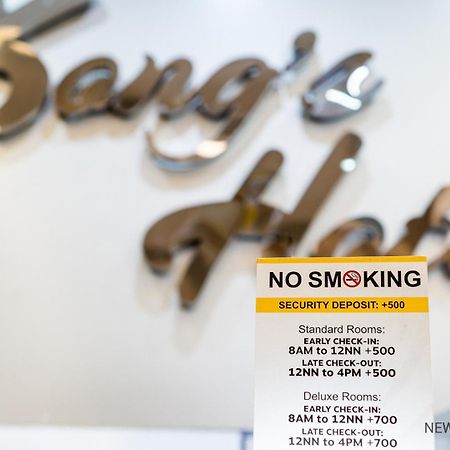 NO SMOKING
SECURITY DEPOSIT: +500
Standard Rooms:
EARLY CHECK-IN:
8AM to 12NN +500
LATE CHECK-OUT:
12NN to 4PM +500
Deluxe Rooms:
EARLY CHECK-IN:
8AM to 12NN +700
LATE CHECK-OUT:
12NN to 4PM +700